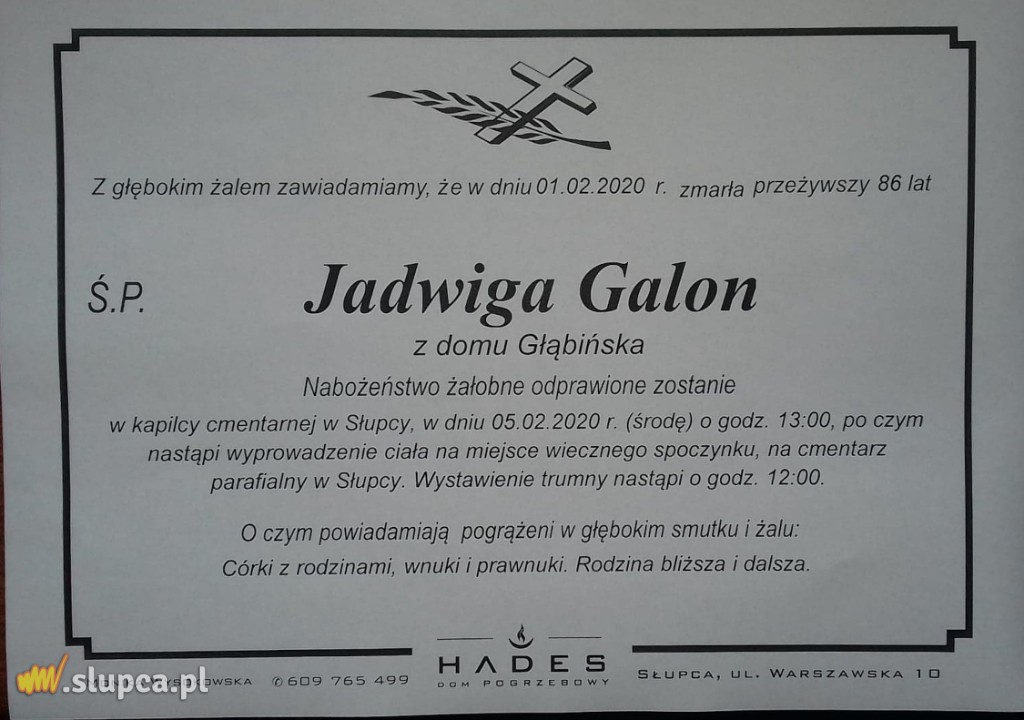 Z głębokim żalem zawiadamiamy, że w dniu 01.02.2020 r. zmarła przeżywszy 86 lat
Ś.P. Jadwiga Galon
z domu Głąbińska
Nabożeństwo żałobne odprawione zostanie
w kapilcy cmentarnej w Słupcy, w dniu 05.02.2020 r. (środę) o godz. 13:00, po czym
nastąpi wyprowadzenie ciała na miejsce wiecznego spoczynku, na cmentarz
parafialny w Słupcy. Wystawienie trumny nastąpi o godz. 12:00.
O czym powiadamiają pogrążeni w głębokim smutku i żalu:
Córki z rodzinami, wnuki i prawnuki. Rodzina bliższa i dalsza.
.slupca.pl
✆609 765 499
HADES
DOM POGRZEBOWY
SŁUPCA, UL. WARSZAWSKA 10